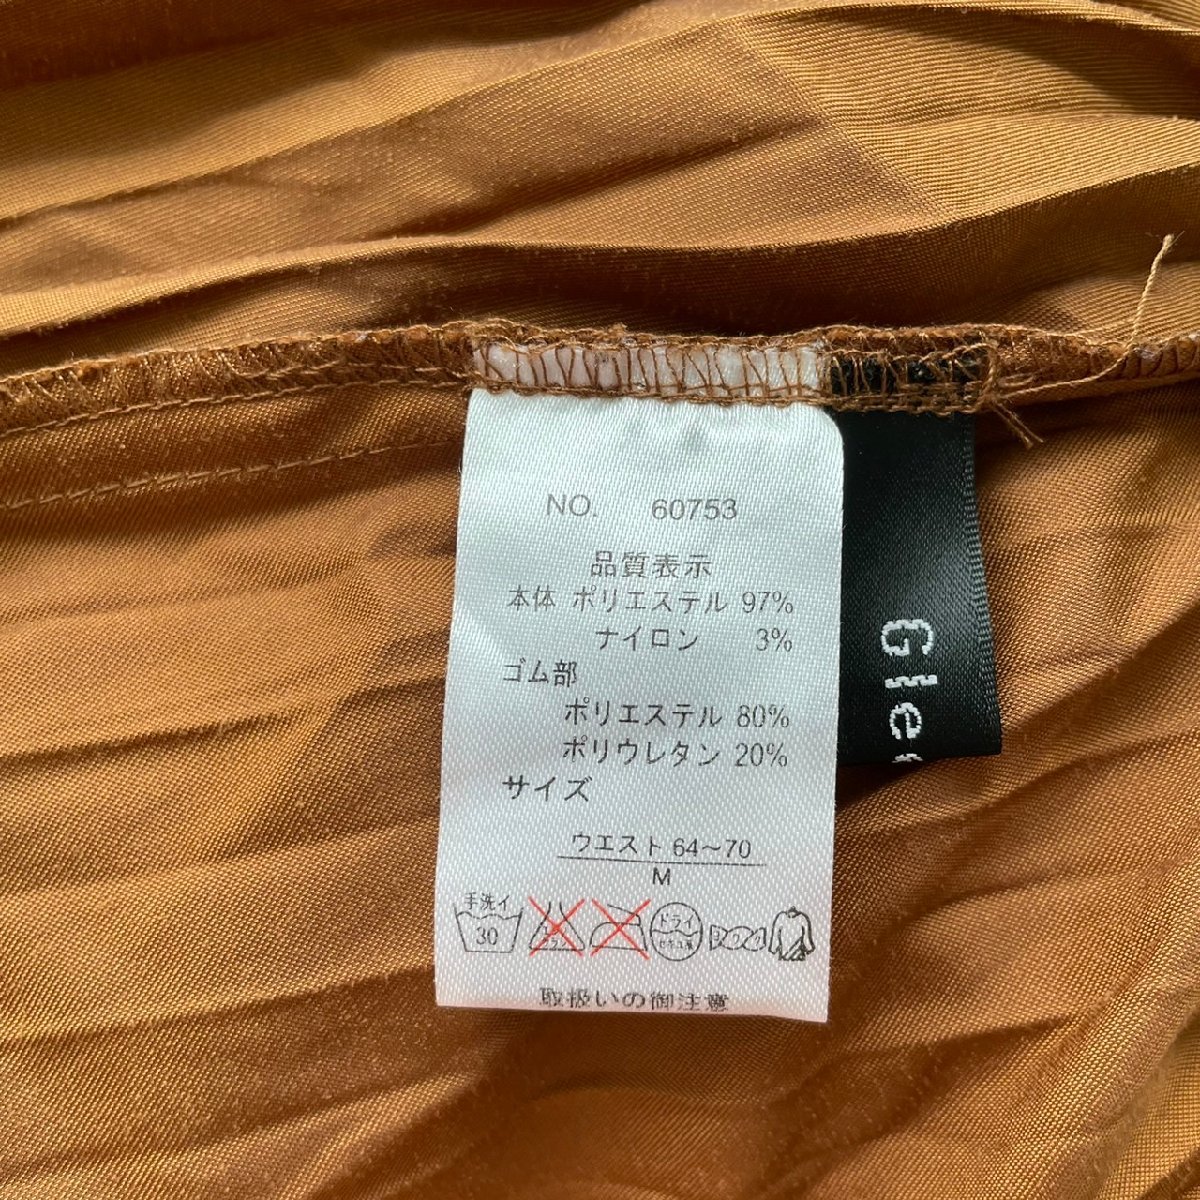 NO. 60753
品質表示
本体 ポリエステル 97%
ナイロン 3%
ゴム部
ポリエステル 80%
ポリウレタン 20%
サイズ
ウエスト 64~70
M
手洗イ
30
ドライ
取扱いの御注意
Gle